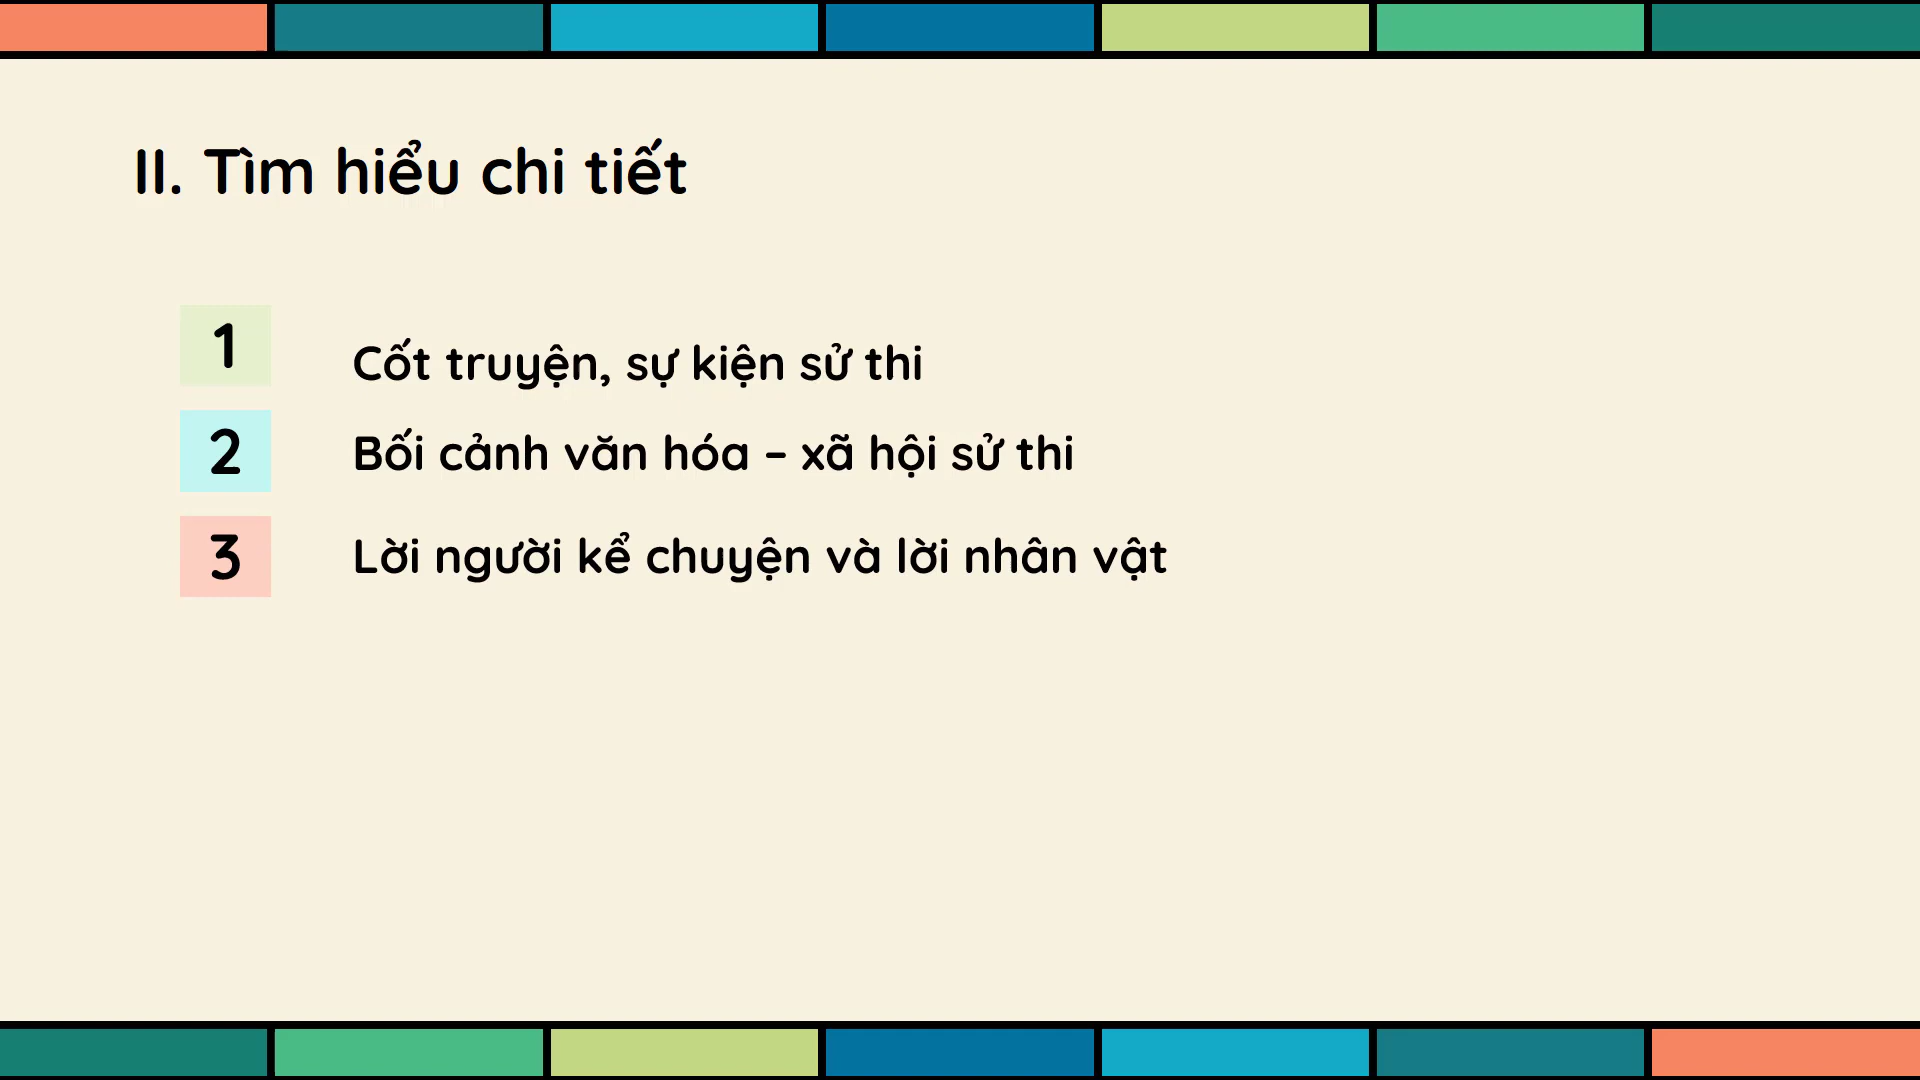 II. Tìm hiểu chi tiết
1 Cốt truyện, sự kiện sử thi
2 Bối cảnh văn hóa – xã hội sử thi
3 Lời người kể chuyện và lời nhân vật